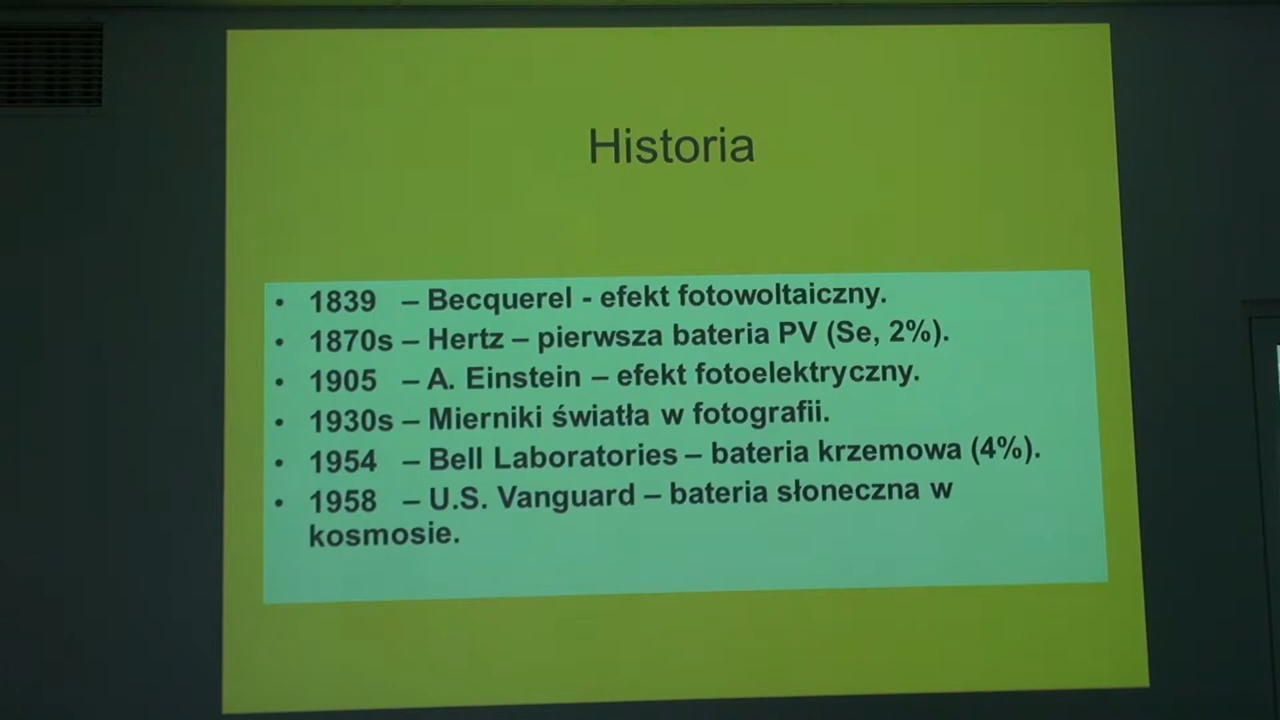 Historia
• 1839 – Becquerel - efekt fotowoltaiczny.
• 1870s – Hertz – pierwsza bateria PV (Se, 2%).
• 1905 – A. Einstein – efekt fotoelektryczny.
• 1930s – Mierniki światła w fotografii.
• 1954 – Bell Laboratories – bateria krzemowa (4%).
• 1958 – U.S. Vanguard – bateria słoneczna w
kosmosie.